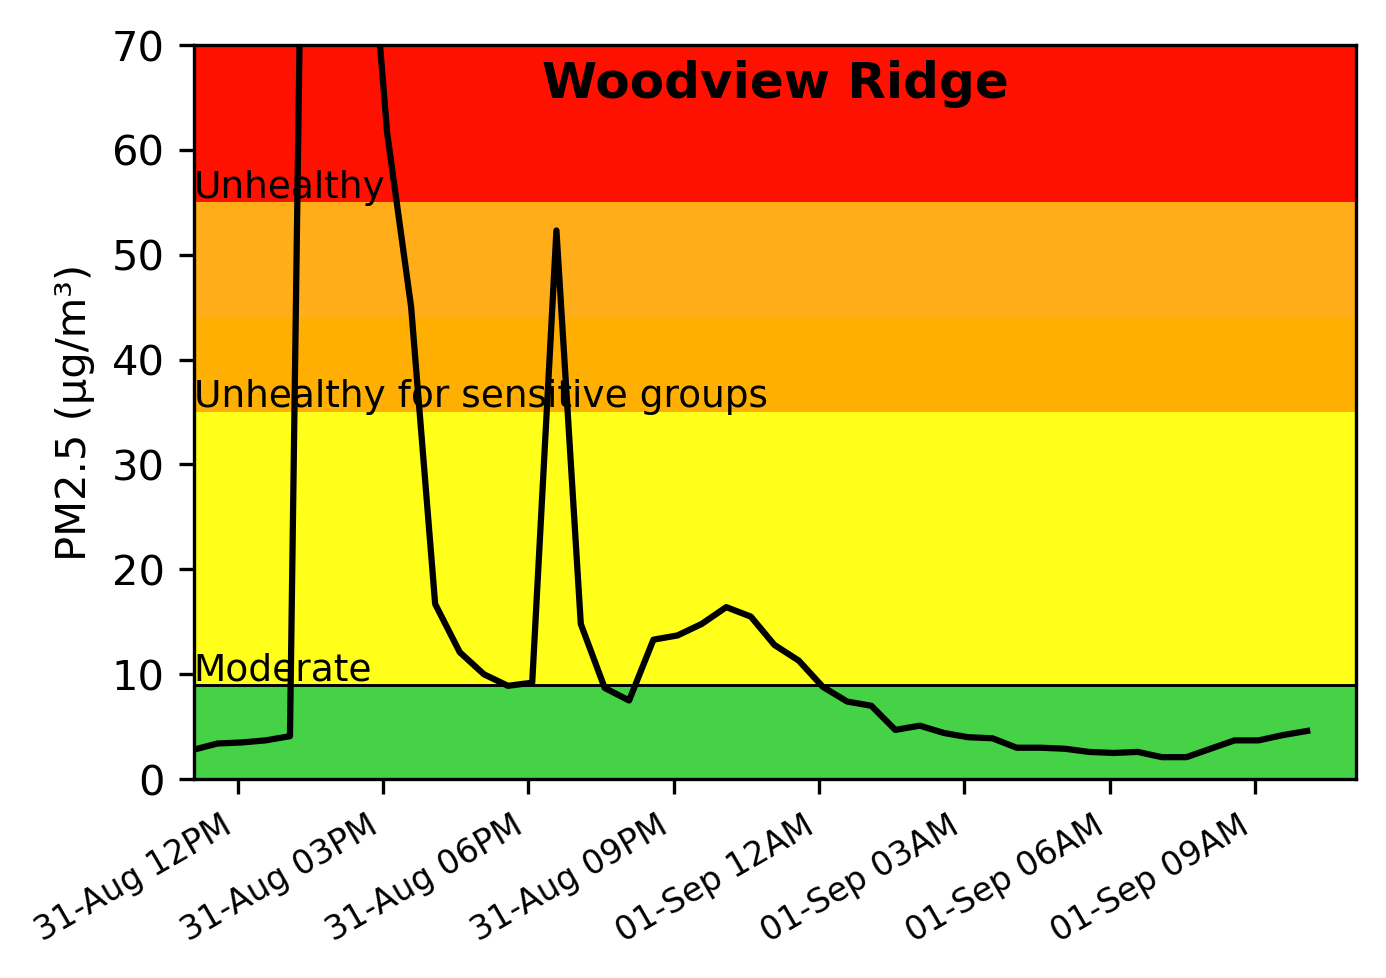 Woodview Ridge
PM2.5 (µg/m³)
70
60
Unhealthy
50
40
Unhealthy for sensitive groups
30
20
Moderate
10
0
31-Aug 12PM
31-Aug 03PM
31-Aug 06PM
31-Aug 09PM
01-Sep 12AM
01-Sep 03AM
01-Sep 06AM
01-Sep 09AM